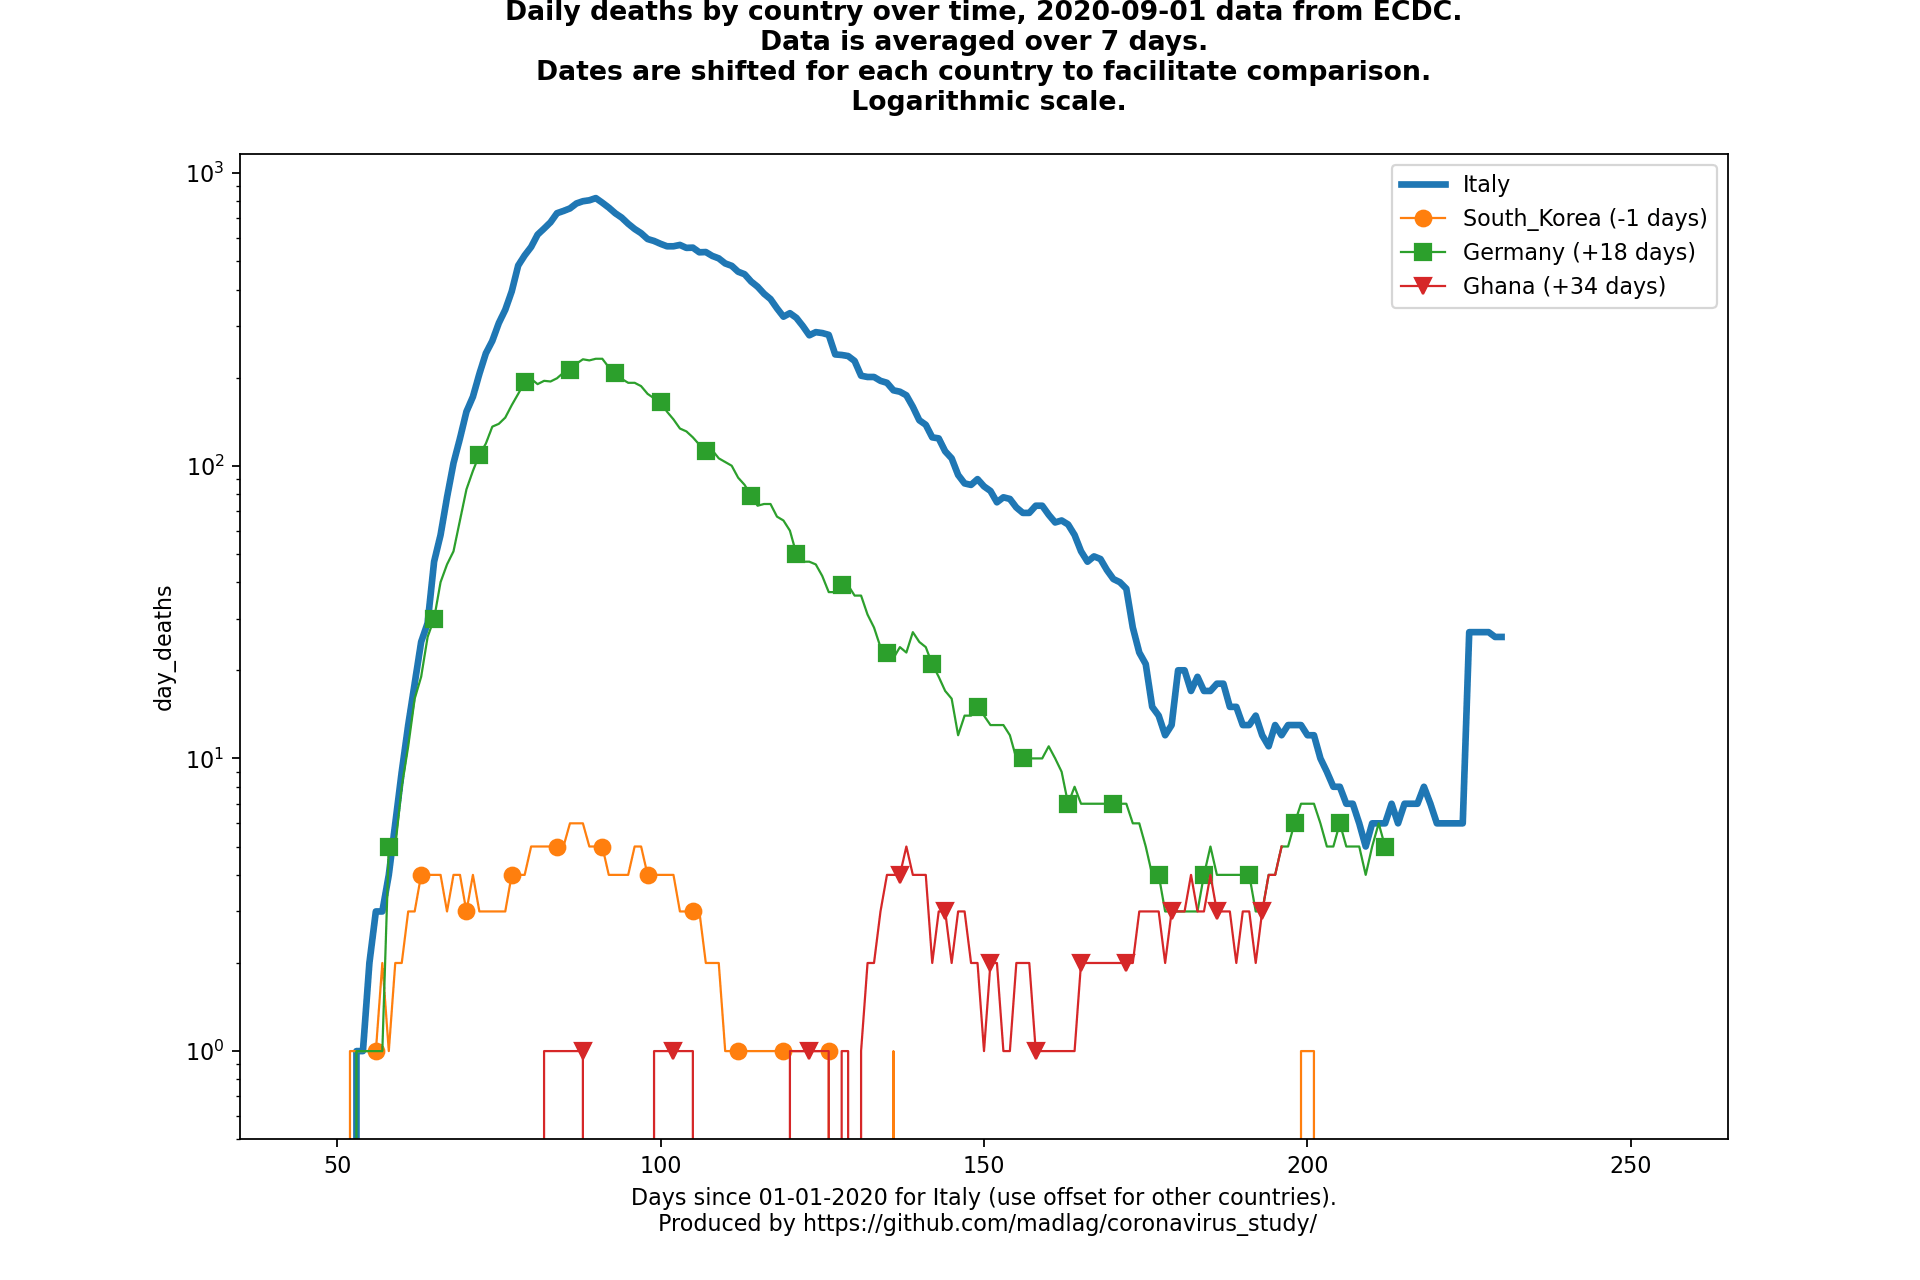 Daily deaths by country over time, 2020-09-01 data from ECDC.
Data is averaged over 7 days.
Dates are shifted for each country to facilitate comparison.
Logarithmic scale.
10³
10²
10¹
10⁰
day_deaths
Italy
South_Korea (-1 days)
Germany (+18 days)
Ghana (+34 days)
50 100 150 200 250
Days since 01-01-2020 for Italy (use offset for other countries).
Produced by https://github.com/madlag/coronavirus_study/